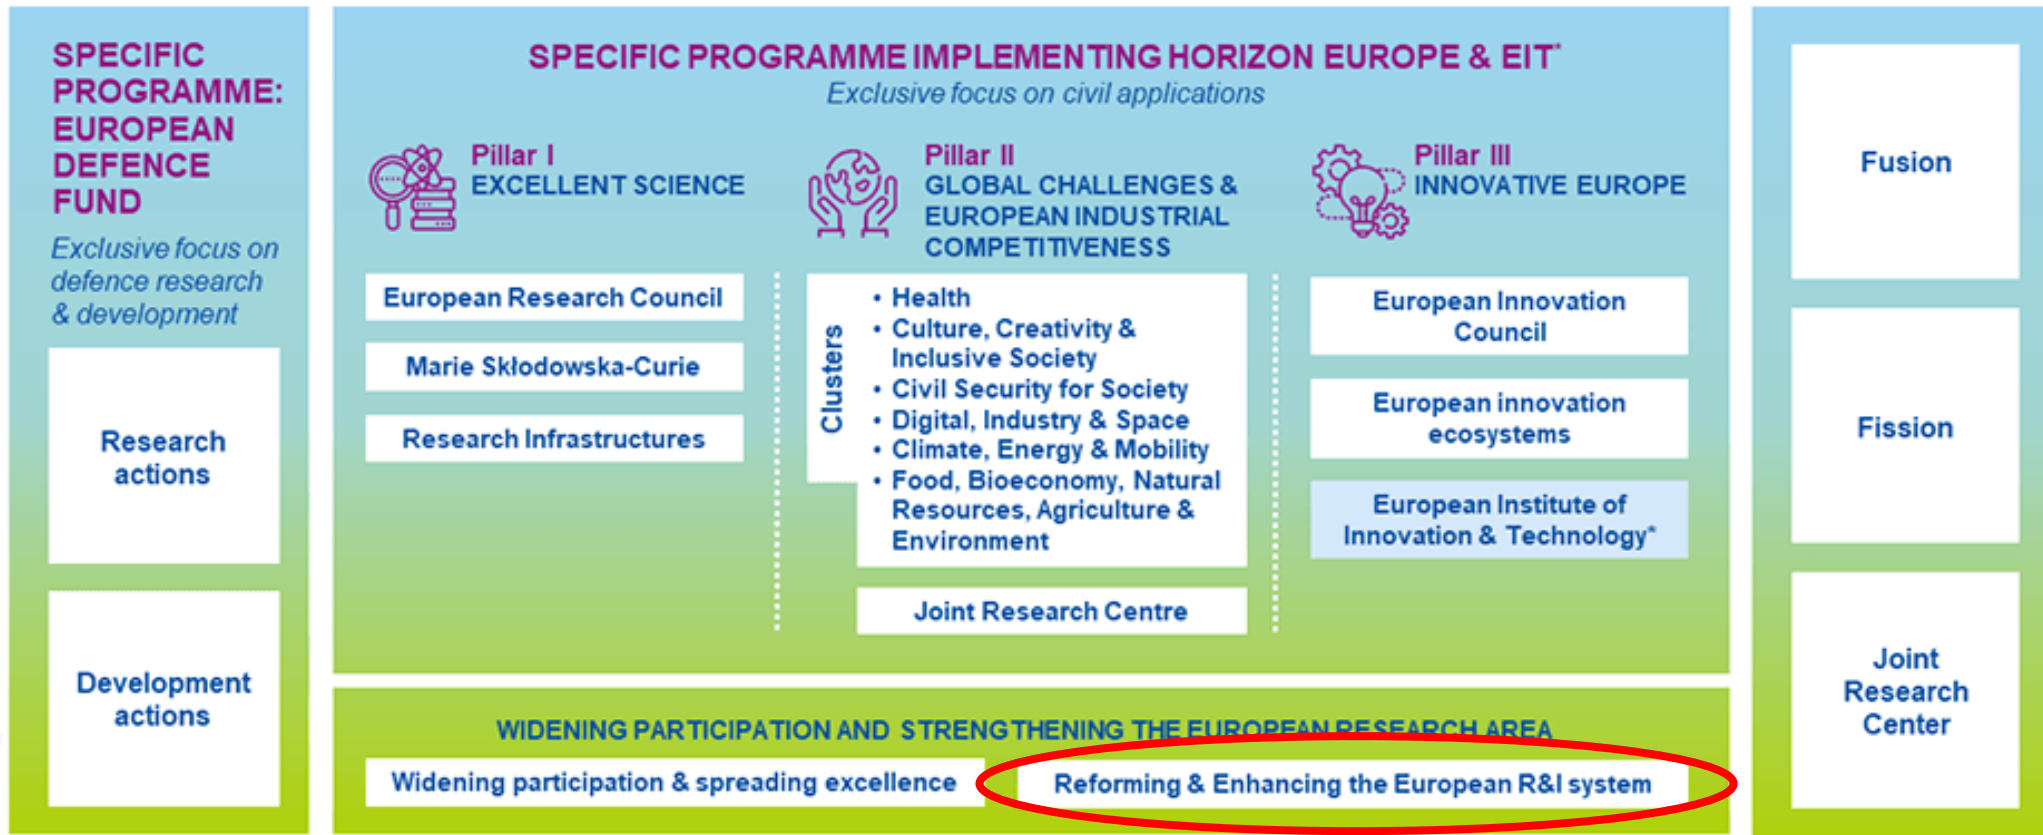 SPECIFIC
PROGRAMME:
EUROPEAN
DEFENCE
FUND
Exclusive focus on
defence research
& development
Research
actions
Development
actions
SPECIFIC PROGRAMME IMPLEMENTING HORIZON EUROPE & EIT*
Exclusive focus on civil applications
Pillar I
EXCELLENT SCIENCE
European Research Council
Marie Skłodowska-Curie
Research Infrastructures
Pillar II
GLOBAL CHALLENGES &
EUROPEAN INDUSTRIAL
COMPETITIVENESS
Clusters
• Health
• Culture, Creativity &
Inclusive Society
• Civil Security for Society
• Digital, Industry & Space
• Climate, Energy & Mobility
• Food, Bioeconomy, Natural
Resources, Agriculture &
Environment
Joint Research Centre
Pillar III
INNOVATIVE EUROPE
European Innovation
Council
European innovation
ecosystems
European Institute of
Innovation & Technology*
WIDENING PARTICIPATION AND STRENGTHENING THE EUROPEAN RESEARCH AREA
Widening participation & spreading excellence
Reforming & Enhancing the European R&I system
Fusion
Fission
Joint
Research
Center